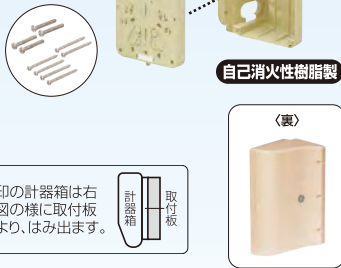 自己消火性樹脂製
〈裏〉
印の計器箱は右
図の様に取付板
より、はみ出ます。
計器箱
取付板